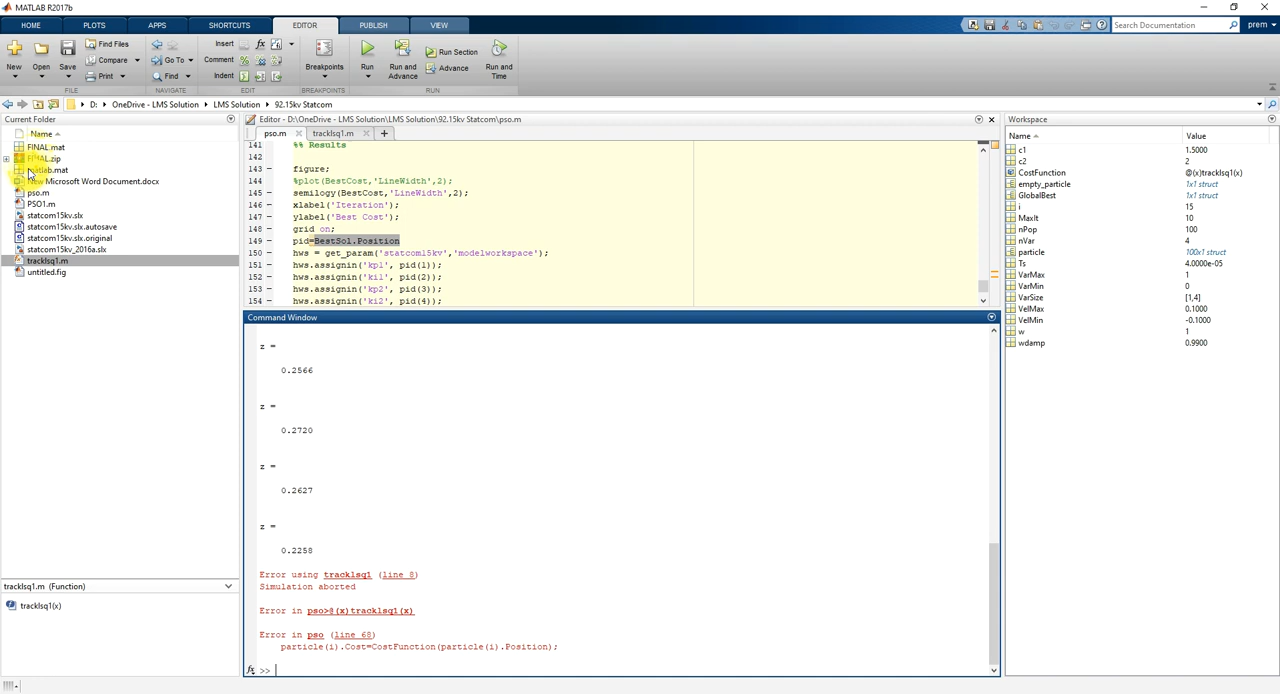 MATLAB R2017b
HOME PLOTS APPS SHORTCUTS EDITOR PUBLISH VIEW
Search Documentation prem
New Open Save Find Files Compare Print
Go To Find
Insert Comment Indent
Breakpoints Run Run and Advance Run Section Advance Run and Time
FILE NAVIGATE EDIT BREAKPOINTS RUN
D: OneDrive - LMS Solution LMS Solution 92.15kv Statcom
Current Folder
Name
FINAL.mat
FINAL.zip
matlab.mat
New Microsoft Word Document.docx
pso.m
PSO1.m
statcom15kv.slx
statcom15kv.slx.autosave
statcom15kv.slx.original
statcom15kv_2016a.slx
tracklsq1.m
untitled.fig
tracklsq1.m (Function)
tracklsq1(x)
Editor - D:\OneDrive - LMS Solution\LMS Solution\92.15kv Statcom\pso.m
pso.m tracklsq1.m
141 %% Results
142
143 figure;
144 %plot(BestCost,'LineWidth',2);
145 semilogy(BestCost,'LineWidth',2);
146 xlabel('Iteration');
147 ylabel('Best Cost');
148 grid on;
149 pid=BestSol.Position
150 hws = get_param('statcom15kv','modelworkspace');
151 hws.assignin('kp1', pid(1));
152 hws.assignin('ki1', pid(2));
153 hws.assignin('kp2', pid(3));
154 hws.assignin('ki2', pid(4));
Command Window
z =
0.2566
z =
0.2720
z =
0.2627
z =
0.2258
Error using tracklsq1 (line 8)
Simulation aborted
Error in pso>@(x)tracklsq1(x)
Error in pso (line 68)
particle(i).Cost=CostFunction(particle(i).Position);
fx >>
Workspace
Name Value
c1 1.5000
c2 2
CostFunction @(x)tracklsq1(x)
empty_particle 1x1 struct
GlobalBest 1x1 struct
i 15
MaxIt 10
nPop 100
nVar 4
particle 100x1 struct
Ts 4.0000e-05
VarMax 1
VarMin 0
VarSize [1,4]
VelMax 0.1000
VelMin -0.1000
w 1
wdamp 0.9900